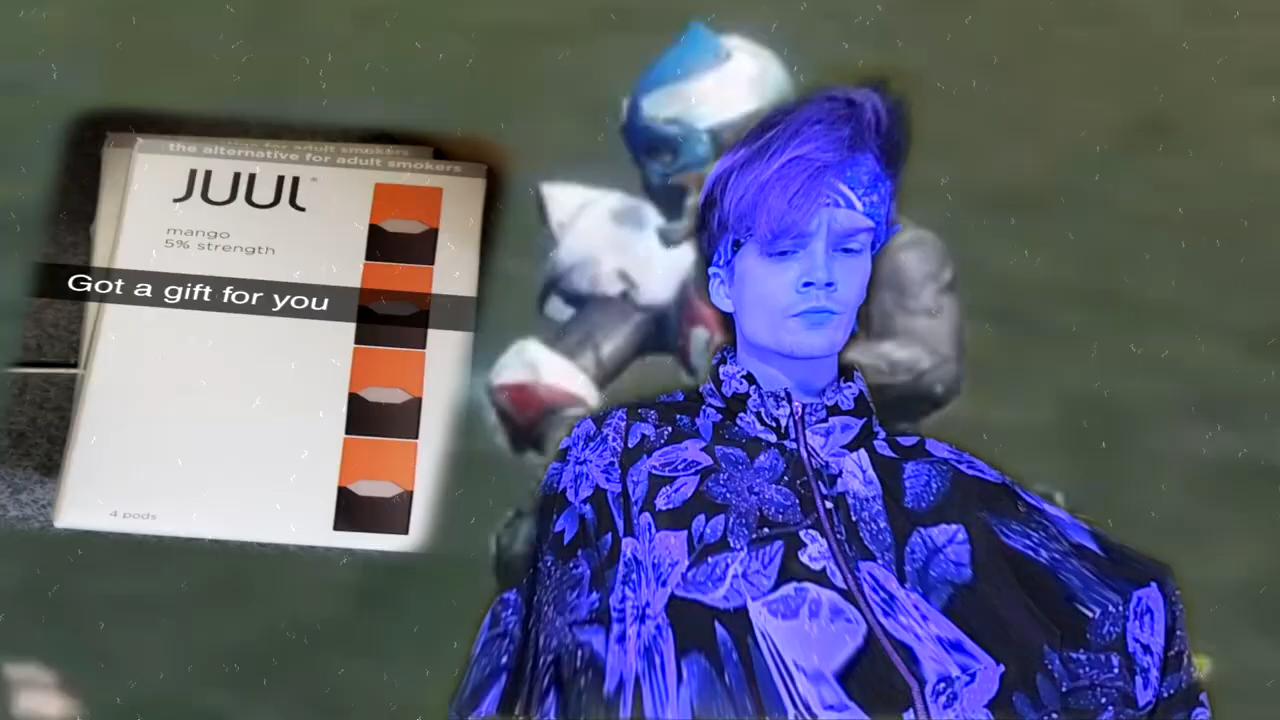 the alternative for adult smokers
JUUL
mango
5% strength
Got a gift for you
4 pods